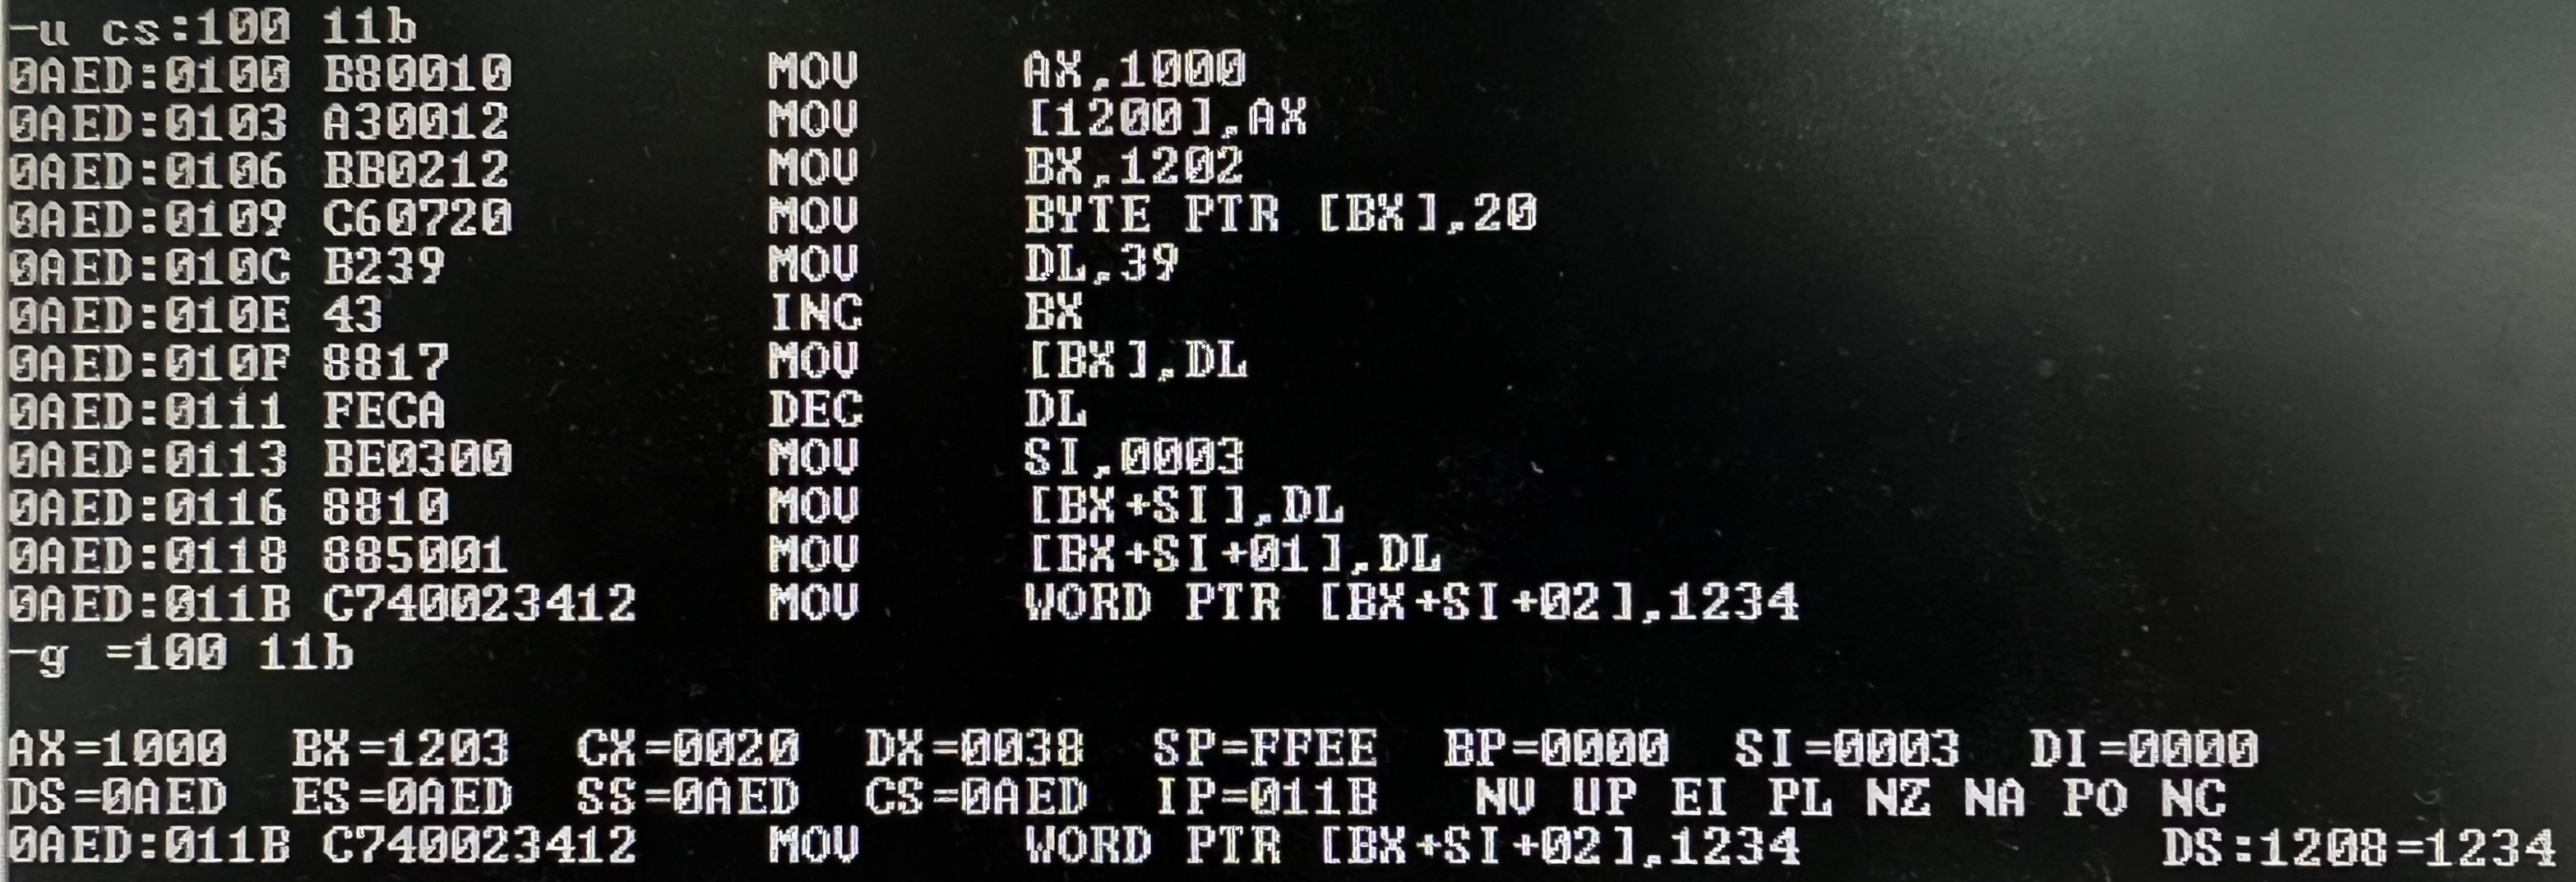 -u cs:100 11b
0AED:0100 B80010 MOV AX,1000
0AED:0103 A30012 MOV [1200],AX
0AED:0106 BB0212 MOV BX,1202
0AED:0109 C60720 MOV BYTE PTR [BX],20
0AED:010C B239 MOV DL,39
0AED:010E 43 INC BX
0AED:010F 8817 MOV [BX],DL
0AED:0111 FECA DEC DL
0AED:0113 BE0300 MOV SI,0003
0AED:0116 8810 MOV [BX+SI],DL
0AED:0118 885001 MOV [BX+SI+01],DL
0AED:011B C740023412 MOV WORD PTR [BX+SI+02],1234
-g =100 11b
AX=1000 BX=1203 CX=0020 DX=0038 SP=FFEE BP=0000 SI=0003 DI=0000
DS=0AED ES=0AED SS=0AED CS=0AED IP=011B NV UP EI PL NZ NA PO NC
0AED:011B C740023412 MOV WORD PTR [BX+SI+02],1234 DS:1208=1234